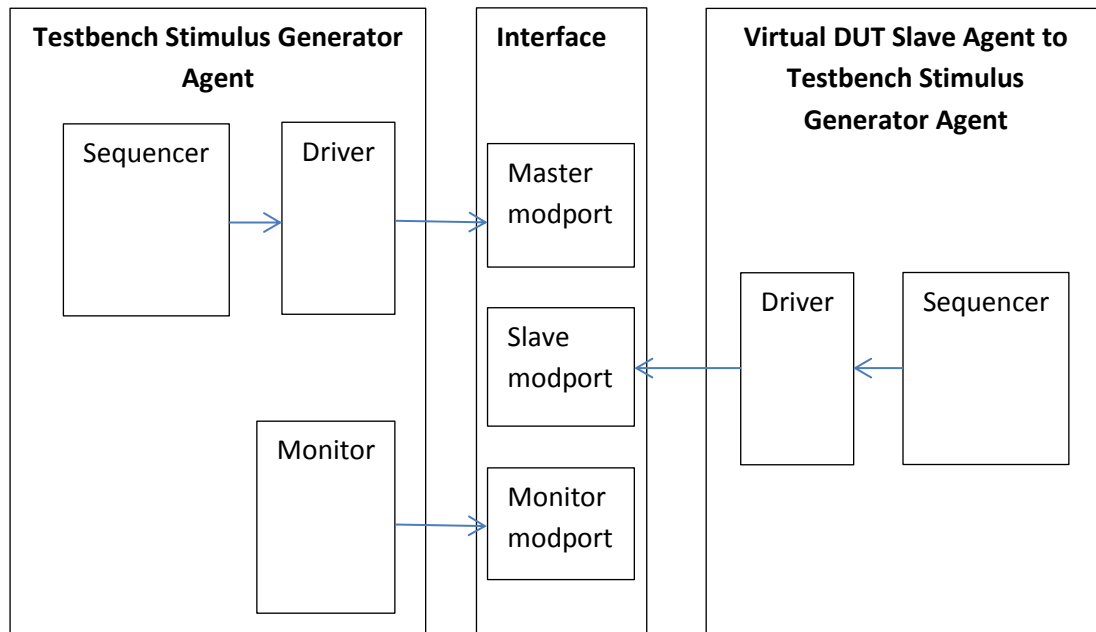 Testbench Stimulus Generator
Agent
Sequencer
Driver
Monitor
Interface
Master
modport
Slave
modport
Monitor
modport
Virtual DUT Slave Agent to
Testbench Stimulus
Generator Agent
Driver
Sequencer